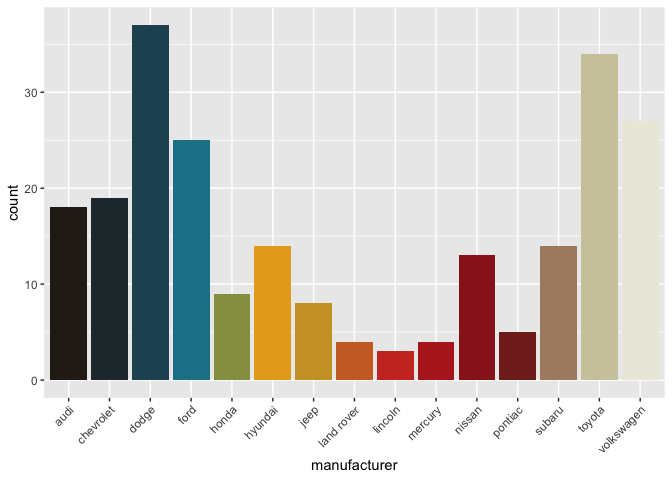 count
30
20
10
0
audi
chevrolet
dodge
ford
honda
hyundai
jeep
land rover
lincoln
mercury
nissan
pontiac
subaru
toyota
volkswagen
manufacturer